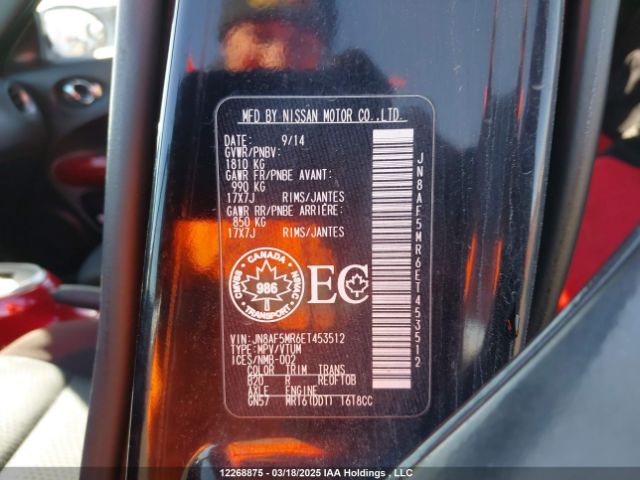 MFD BY NISSAN MOTOR CO.,LTD.
DATE: 9/14
GVWR/PNBV:
1810 KG
GAWR FR/PNBE AVANT:
990 KG
17X7J RIMS/JANTES
GAWR RR/PNBE ARRIÈRE:
850 KG
17X7J RIMS/JANTES
CANADA
986
TRANSPORT
EC
VIN: JN8AF5MR6ET453512
TYPE: MPV/VTUM
ICES/NMB-002
COLOR TRIM TRANS
B20 R RE0F10B
AXLE ENGINE
GN57 MR16(DDT) 1618CC
JN8AF5MR6ET453512
12268875 - 03/18/2025 IAA Holdings , LLC